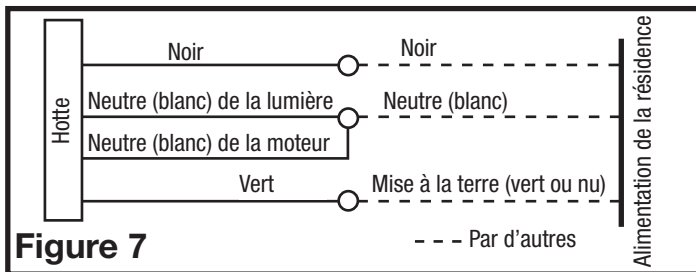 Hotte
Noir
Noir
Neutre (blanc) de la lumière
Neutre (blanc)
Neutre (blanc) de la moteur
Vert
Mise à la terre (vert ou nu)
Alimentation de la résidence
Figure 7
Par d'autres